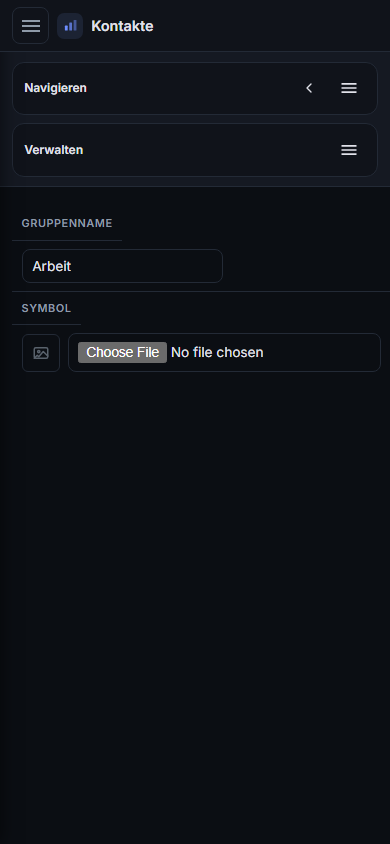 Kontakte
Navigieren
Verwalten
GRUPPENNAME
Arbeit
SYMBOL
Choose File No file chosen